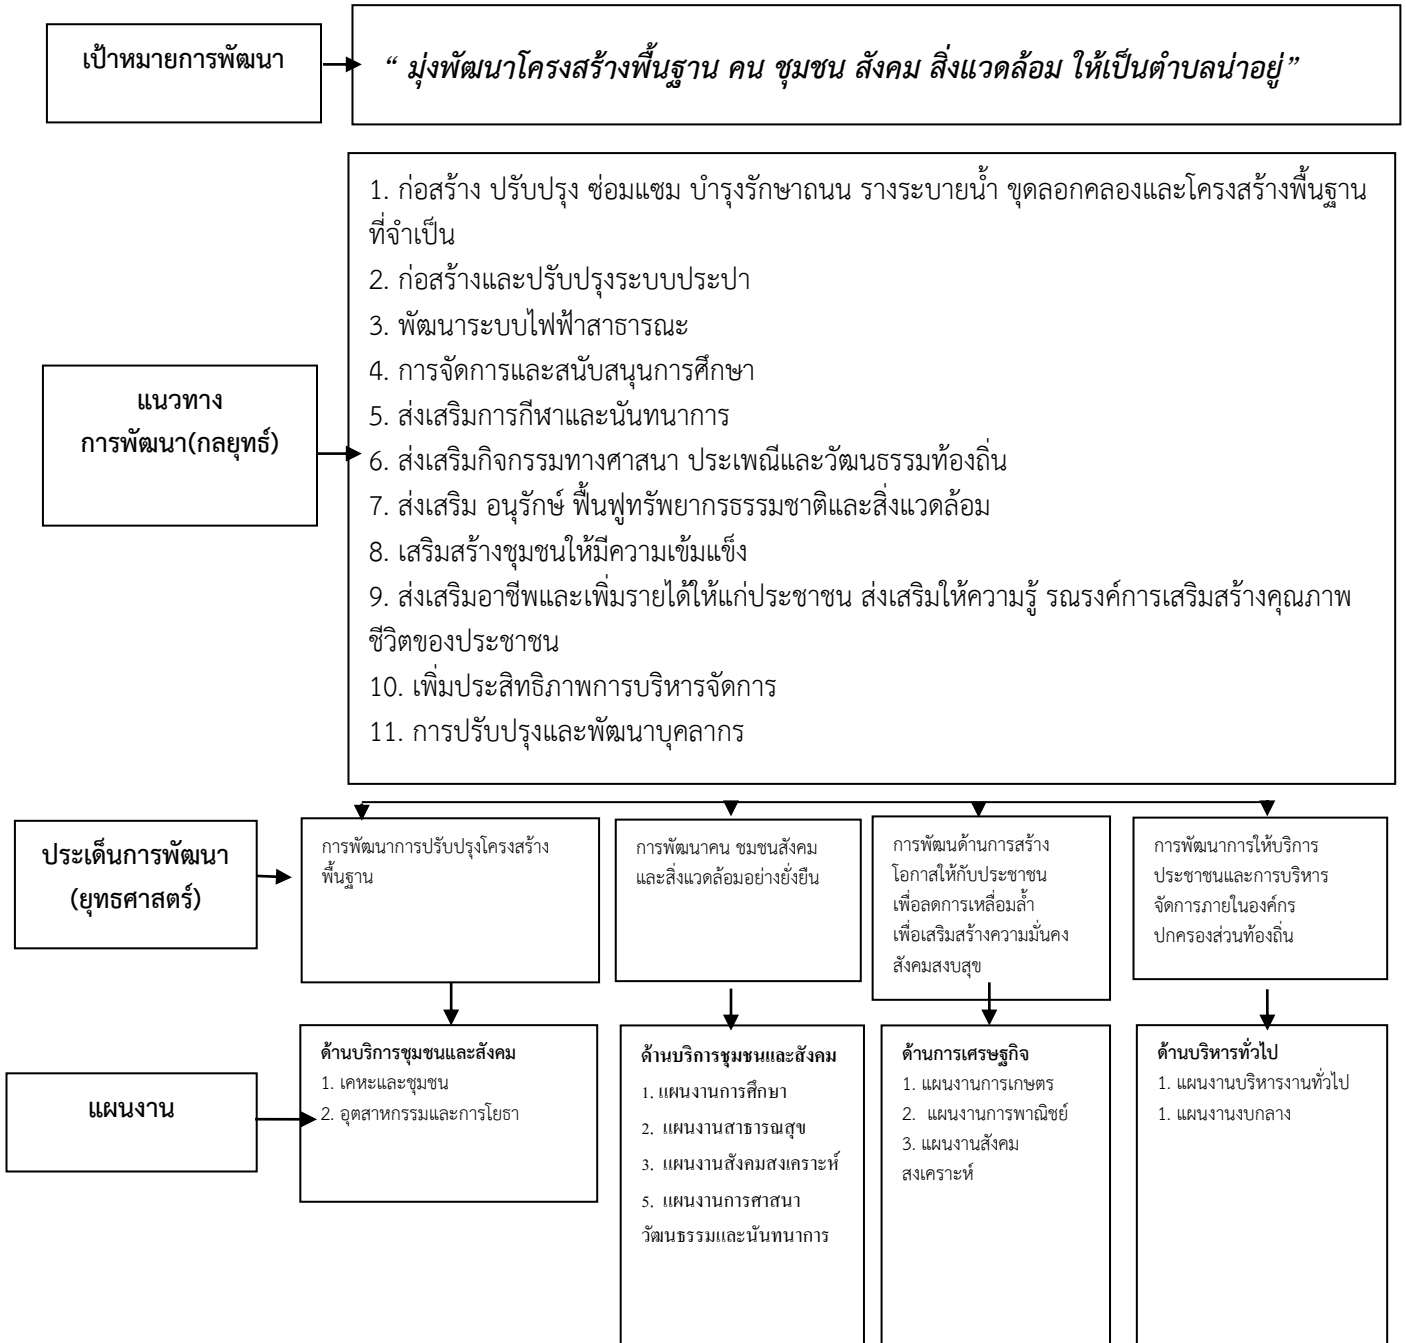 เป้าหมายการพัฒนา
“ มุ่งพัฒนาโครงสร้างพื้นฐาน คน ชุมชน สังคม สิ่งแวดล้อม ให้เป็นตำบลน่าอยู่”
แนวทาง
การพัฒนา(กลยุทธ์)
1. ก่อสร้าง ปรับปรุง ซ่อมแซม บำรุงรักษาถนน รางระบายน้ำ ขุดลอกคลองและโครงสร้างพื้นฐาน
ที่จำเป็น
2. ก่อสร้างและปรับปรุงระบบประปา
3. พัฒนาระบบไฟฟ้าสาธารณะ
4. การจัดการและสนับสนุนการศึกษา
5. ส่งเสริมการกีฬาและนันทนาการ
6. ส่งเสริมกิจกรรมทางศาสนา ประเพณีและวัฒนธรรมท้องถิ่น
7. ส่งเสริม อนุรักษ์ ฟื้นฟูทรัพยากรธรรมชาติและสิ่งแวดล้อม
8. เสริมสร้างชุมชนให้มีความเข้มแข็ง
9. ส่งเสริมอาชีพและเพิ่มรายได้ให้แก่ประชาชน ส่งเสริมให้ความรู้ รณรงค์การเสริมสร้างคุณภาพ
ชีวิตของประชาชน
10. เพิ่มประสิทธิภาพการบริหารจัดการ
11. การปรับปรุงและพัฒนาบุคลากร
ประเด็นการพัฒนา
(ยุทธศาสตร์)
การพัฒนาการปรับปรุงโครงสร้าง
พื้นฐาน
การพัฒนาคน ชุมชนสังคม
และสิ่งแวดล้อมอย่างยั่งยืน
การพัฒนด้านการสร้าง
โอกาสให้กับประชาชน
เพื่อลดการเหลื่อมล้ำ
เพื่อเสริมสร้างความมั่นคง
สังคมสงบสุข
การพัฒนาการให้บริการ
ประชาชนและการบริหาร
จัดการภายในองค์กร
ปกครองส่วนท้องถิ่น
แผนงาน
ด้านบริการชุมชนและสังคม
1. เคหะและชุมชน
2. อุตสาหกรรมและการโยธา
ด้านบริการชุมชนและสังคม
1. แผนงานการศึกษา
2. แผนงานสาธารณสุข
3. แผนงานสังคมสงเคราะห์
5. แผนงานการศาสนา
วัฒนธรรมและนันทนาการ
ด้านการเศรษฐกิจ
1. แผนงานการเกษตร
2. แผนงานการพาณิชย์
3. แผนงานสังคม
สงเคราะห์
ด้านบริหารทั่วไป
1. แผนงานบริหารงานทั่วไป
1. แผนงานงบกลาง